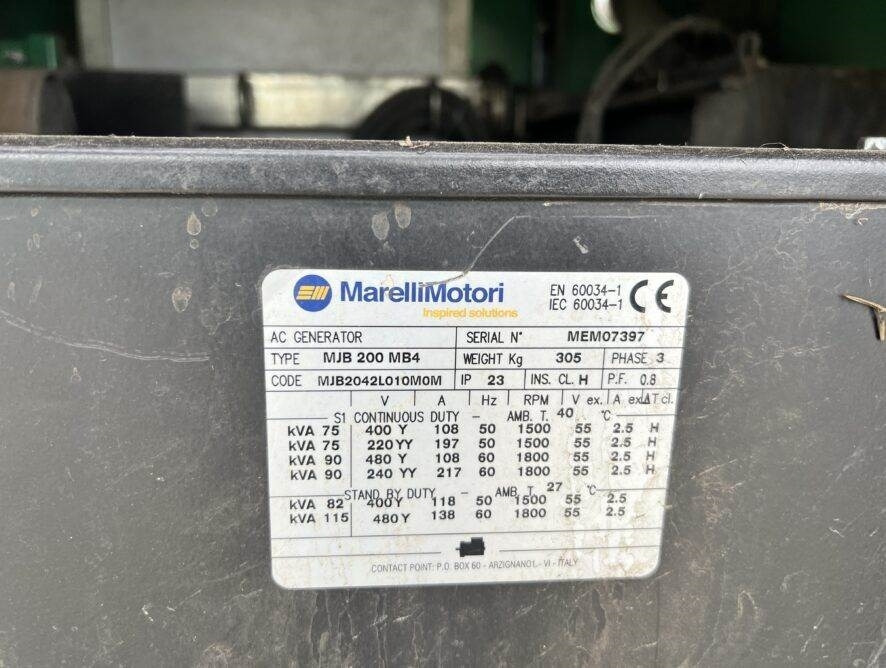 MarelliMotori
Inspired solutions
EN 60034-1
IEC 60034-1 CE
AC GENERATOR SERIAL N° MEM07397
TYPE MJB 200 MB4 WEIGHT Kg 305 PHASE 3
CODE MJB2042L010M0M IP 23 INS. CL. H P.F. 0.8
V A Hz RPM V ex. A ex. ΔT cl.
S1 CONTINUOUS DUTY - AMB. T. 40 °C
kVA 75 400 Y 108 50 1500 55 2.5 H
kVA 75 220 YY 197 50 1500 55 2.5 H
kVA 90 480 Y 108 60 1800 55 2.5 H
kVA 90 240 YY 217 60 1800 55 2.5 H
STAND BY DUTY - AMB. T. 27 °C
kVA 82 400 Y 118 50 1500 55 2.5
kVA 115 480 Y 138 60 1800 55 2.5
CONTACT POINT: P.O. BOX 60 - ARZIGNANO1 - VI - ITALY